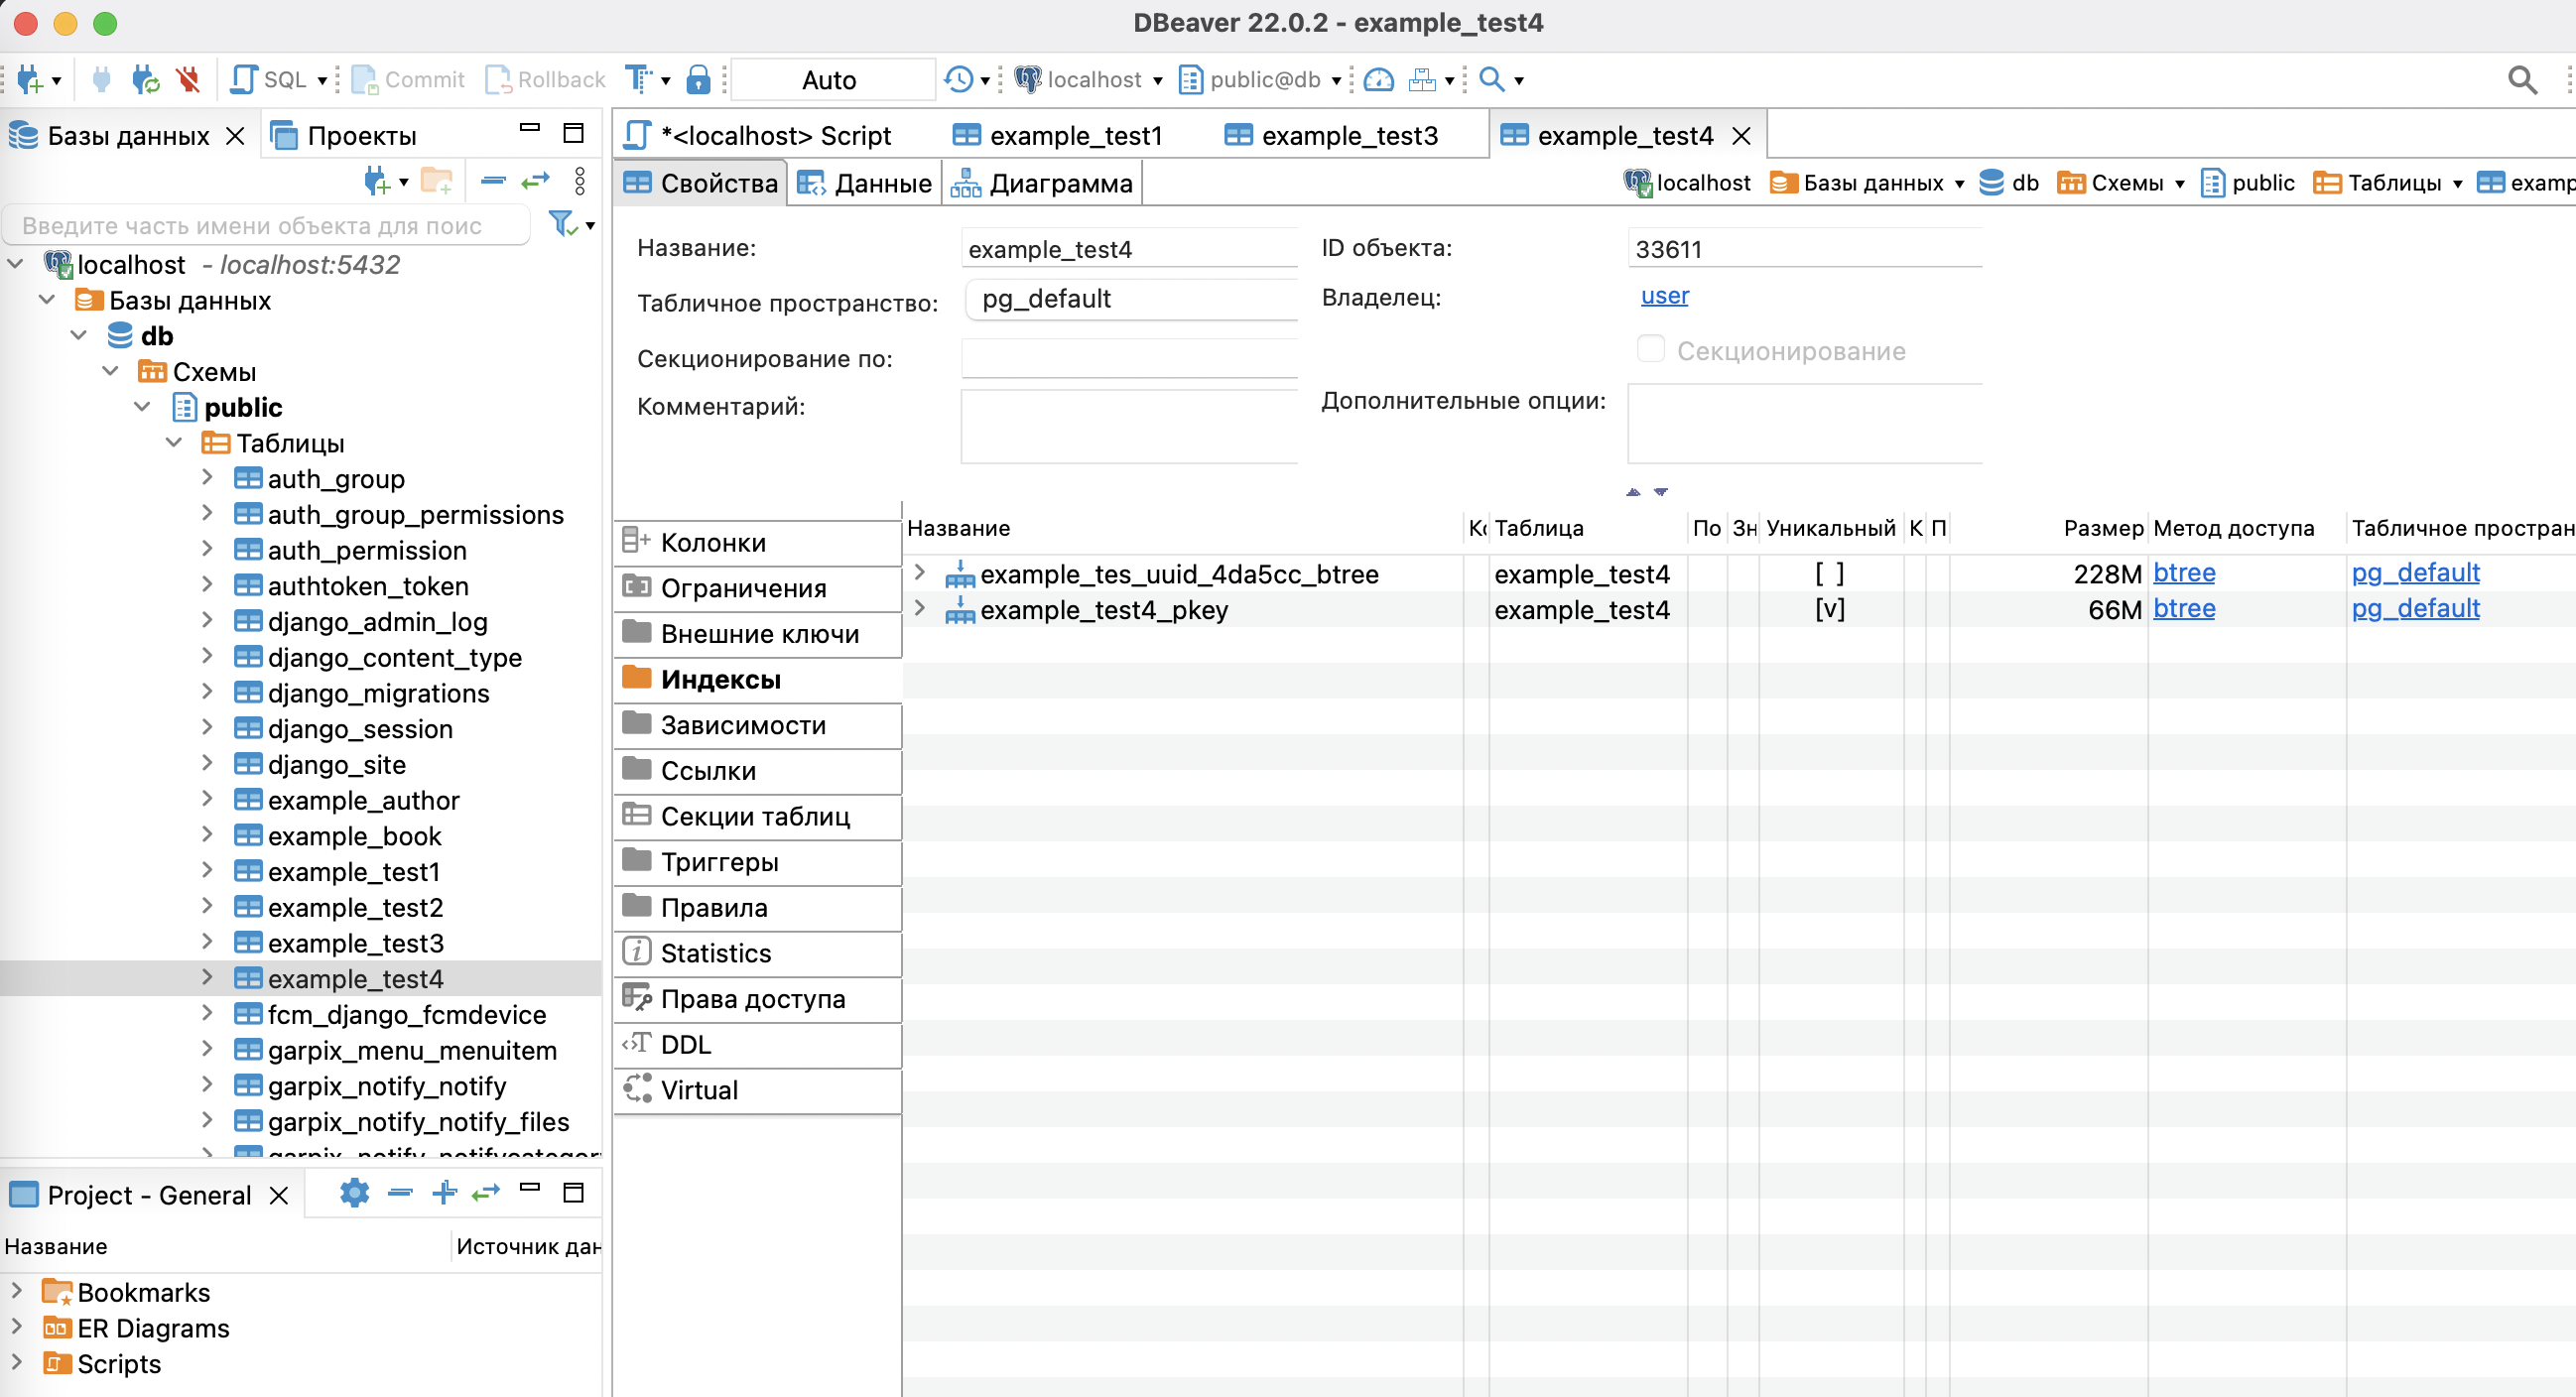 DBeaver 22.0.2 - example_test4
SQL Commit Rollback Auto localhost public@db
Базы данных Проекты
*<localhost> Script example_test1 example_test3 example_test4
Свойства Данные Диаграмма localhost Базы данных db Схемы public Таблицы examp
Введите часть имени объекта для поис
localhost - localhost:5432
Базы данных
db
Схемы
public
Таблицы
auth_group
auth_group_permissions
auth_permission
authtoken_token
django_admin_log
django_content_type
django_migrations
django_session
django_site
example_author
example_book
example_test1
example_test2
example_test3
example_test4
fcm_django_fcmdevice
garpix_menu_menuitem
garpix_notify_notify
garpix_notify_notify_files
Project - General
Название Источник дан
Bookmarks
ER Diagrams
Scripts
Название: example_test4 ID объекта: 33611
Табличное пространство: pg_default Владелец: user
Секционирование по: Секционирование
Комментарий: Дополнительные опции:
Колонки
Ограничения
Внешние ключи
Индексы
Зависимости
Ссылки
Секции таблиц
Триггеры
Правила
Statistics
Права доступа
DDL
Virtual
Название Таблица По Зн Уникальный К П Размер Метод доступа Табличное простран
example_tes_uuid_4da5cc_btree example_test4 [ ] 228M btree pg_default
example_test4_pkey example_test4 [v] 66M btree pg_default